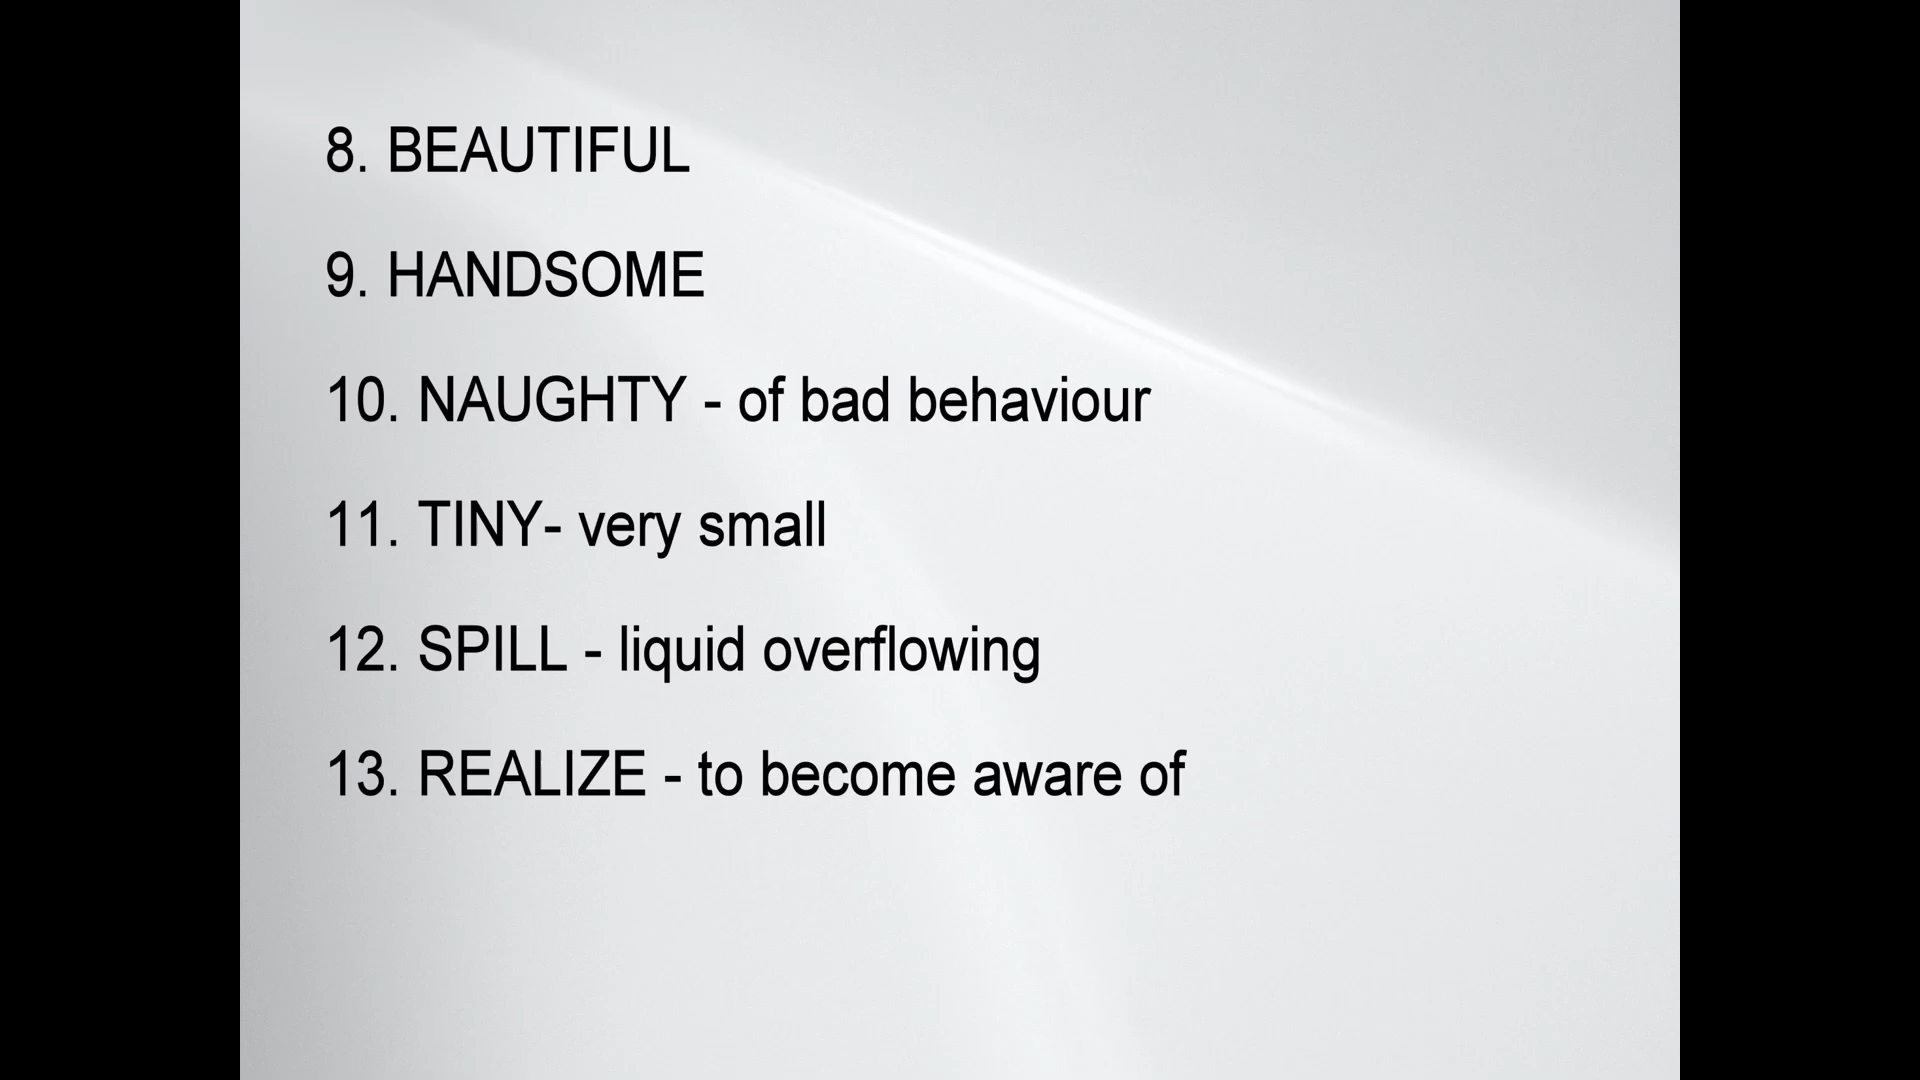 8. BEAUTIFUL
9. HANDSOME
10. NAUGHTY - of bad behaviour
11. TINY- very small
12. SPILL - liquid overflowing
13. REALIZE - to become aware of